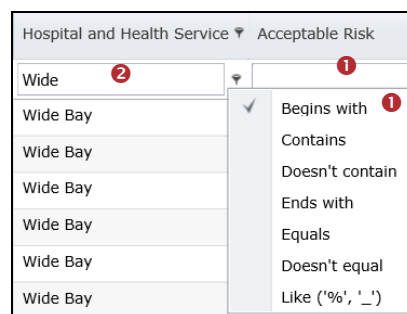 Hospital and Health Service Acceptable Risk
1
Wide 2
Wide Bay Begins with 1
Contains
Wide Bay
Doesn't contain
Wide Bay
Ends with
Wide Bay
Equals
Wide Bay
Doesn't equal
Wide Bay Like ('%', '_')